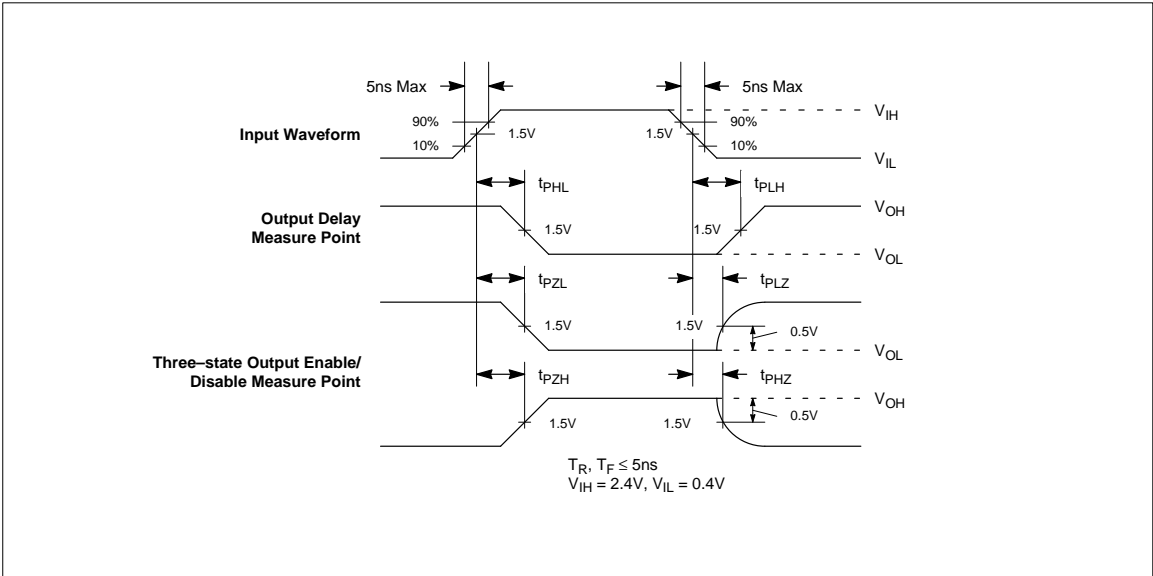 5ns Max 5ns Max
90% 90% V_IH
Input Waveform 1.5V 1.5V
10% 10% V_IL
t_PHL t_PLH
V_OH
Output Delay
Measure Point
1.5V 1.5V
V_OL
t_PZL t_PLZ
1.5V 1.5V 0.5V
V_OL
Three–state Output Enable/
Disable Measure Point
t_PZH t_PHZ
V_OH
1.5V 1.5V 0.5V
T_R, T_F ≤ 5ns
V_IH = 2.4V, V_IL = 0.4V